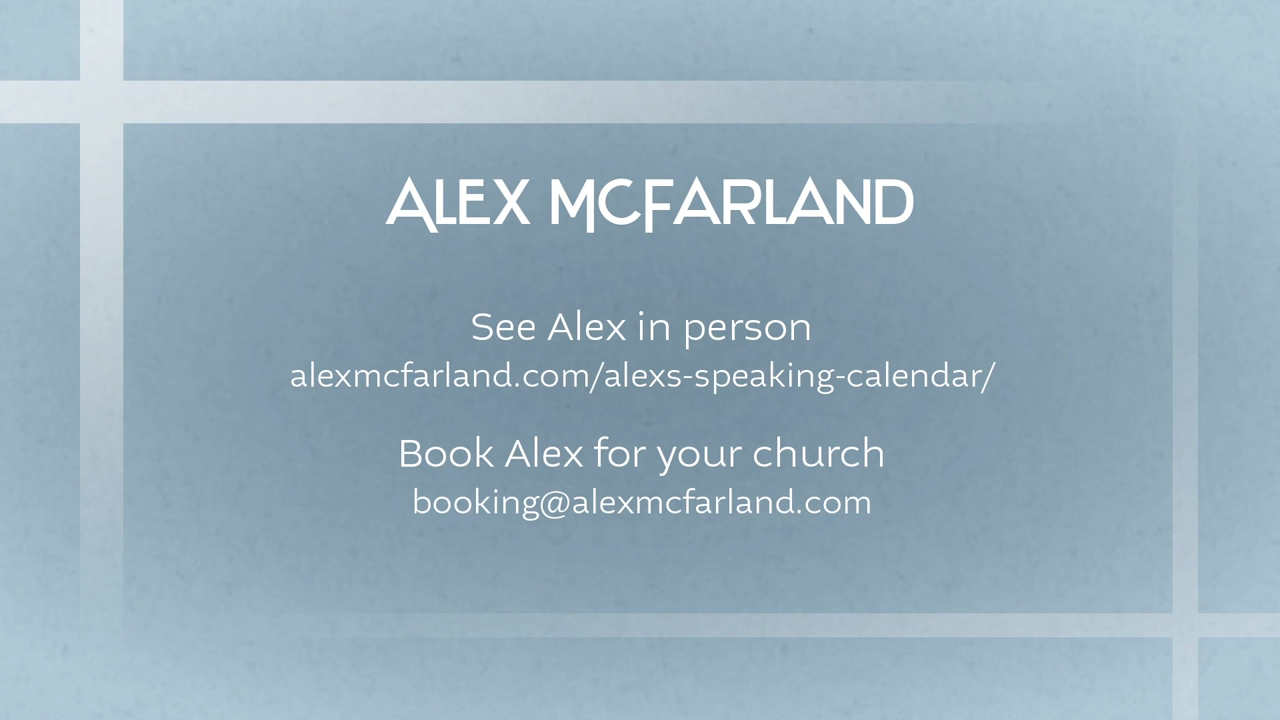 ALEX MCFARLAND
See Alex in person
alexmcfarland.com/alexs-speaking-calendar/
Book Alex for your church
booking@alexmcfarland.com